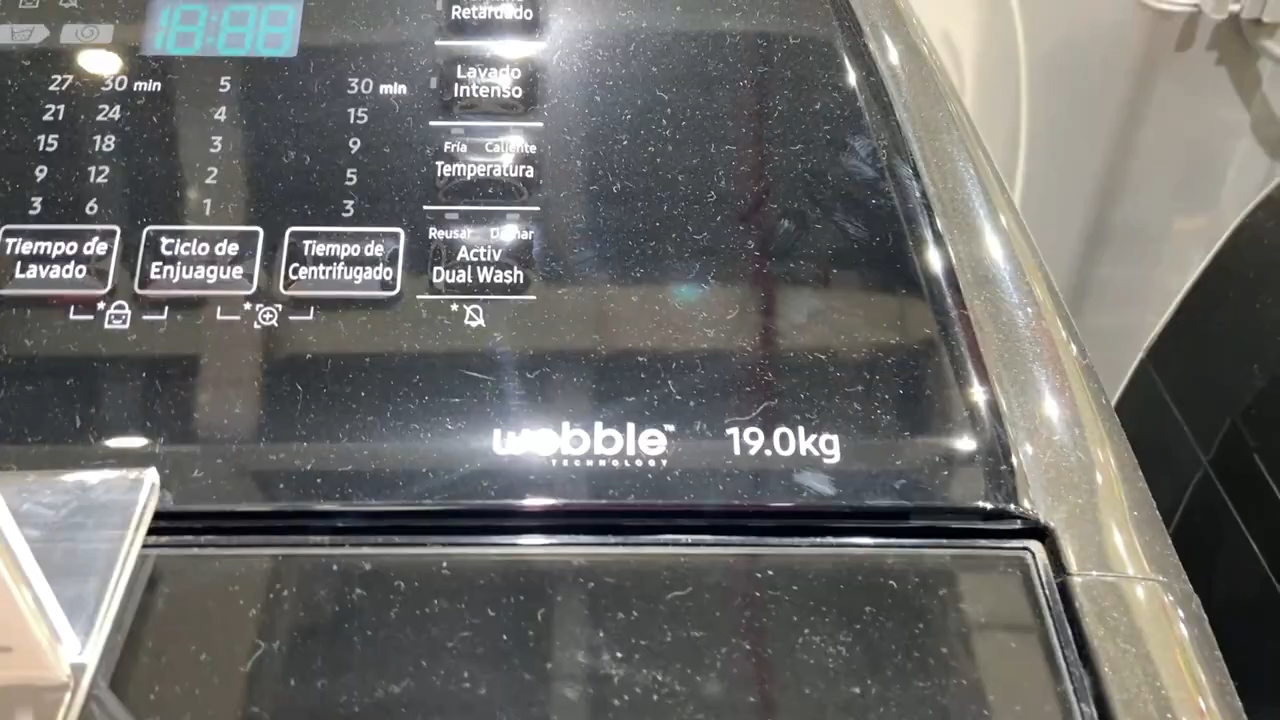 18:88
Retardado
Lavado
Intenso
27 30 min 5 30 min
21 24 4 15
15 18 3 9
9 12 2 5
3 6 1 3
Fría Caliente
Temperatura
Tiempo de
Lavado
Ciclo de
Enjuague
Tiempo de
Centrifugado
Reusar
Activ
Dual Wash
* * *
wobble™ 19.0kg
TECHNOLOGY